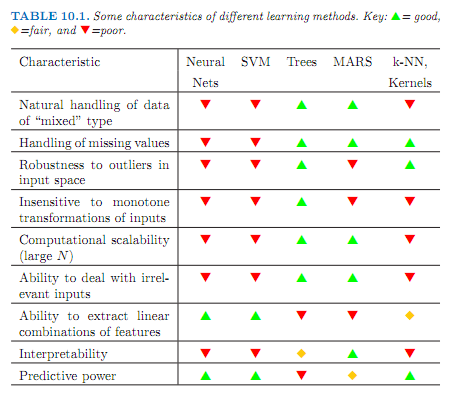 TABLE 10.1. Some characteristics of different learning methods. Key: ▲= good,
◆=fair, and ▼=poor.
Characteristic Neural SVM Trees MARS k-NN,
Nets Kernels
Natural handling of data ▼ ▼ ▲ ▲ ▼
of “mixed” type
Handling of missing values ▼ ▼ ▲ ▲ ▲
Robustness to outliers in ▼ ▼ ▲ ▼ ▲
input space
Insensitive to monotone ▼ ▼ ▲ ▼ ▼
transformations of inputs
Computational scalability ▼ ▼ ▲ ▲ ▼
(large N)
Ability to deal with irrel- ▼ ▼ ▲ ▲ ▼
evant inputs
Ability to extract linear ▲ ▲ ▼ ▼ ◆
combinations of features
Interpretability ▼ ▼ ◆ ▲ ▼
Predictive power ▲ ▲ ▼ ◆ ▲